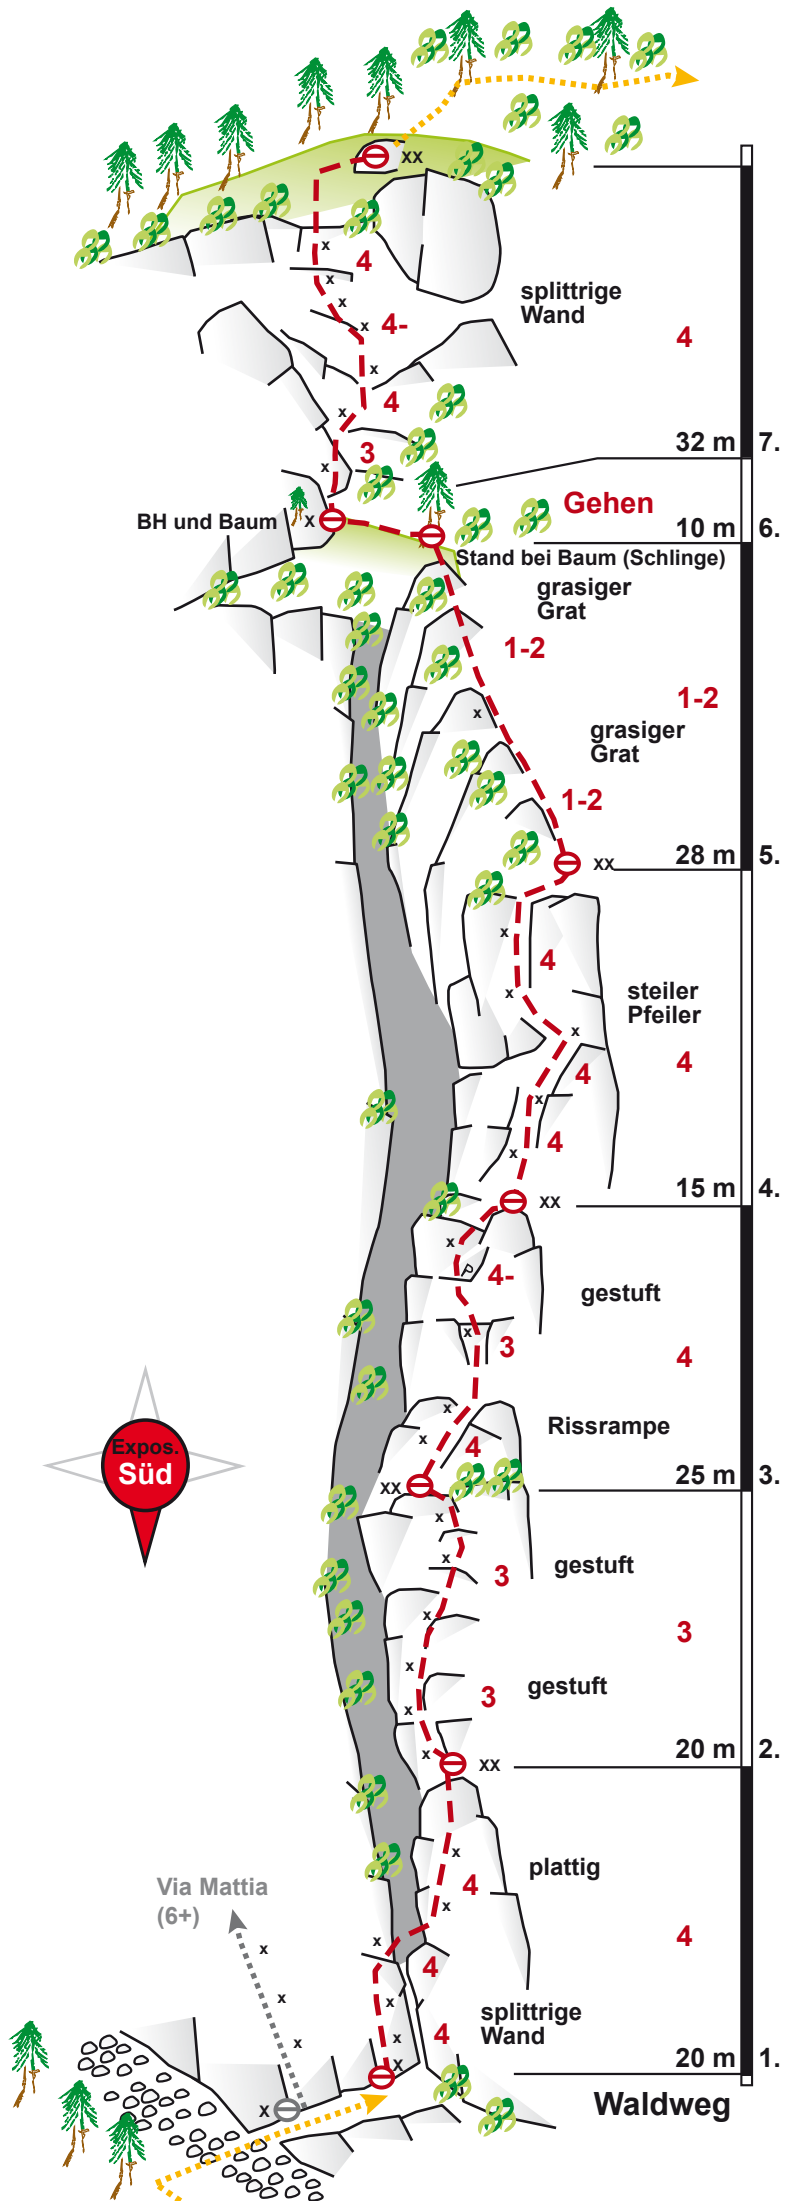 XX
x
4
splittrige
Wand
x
x
4-
x
4
x
4
x
3
32 m
7.
x
Gehen
BH und Baum
x
10 m
6.
Stand bei Baum (Schlinge)
grasiger
Grat
1-2
1-2
x
grasiger
Grat
1-2
28 m
5.
XX
x
4
x
steiler
Pfeiler
x
4
4
x
4
x
15 m
4.
XX
x
P
4-
gestuft
x
3
4
x
Rissrampe
x
4
Expos.
Süd
XX
25 m
3.
x
x
gestuft
3
x
3
x
gestuft
3
x
20 m
2.
x
XX
x
plattig
Via Mattia
(6+)
4
x
x
x
4
4
x
x
splittrige
Wand
x
x
4
x
20 m
1.
x
Waldweg